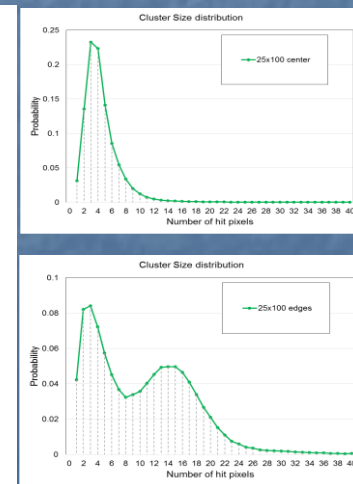 Cluster Size distribution
0.25
0.2
0.15
0.1
0.05
0
Probability
25x100 center
0 2 4 6 8 10 12 14 16 18 20 22 24 26 28 30 32 34 36 38 40
Number of hit pixels
Cluster Size distribution
0.1
0.08
0.06
0.04
0.02
0
Probability
25x100 edges
0 2 4 6 8 10 12 14 16 18 20 22 24 26 28 30 32 34 36 38 40
Number of hit pixels